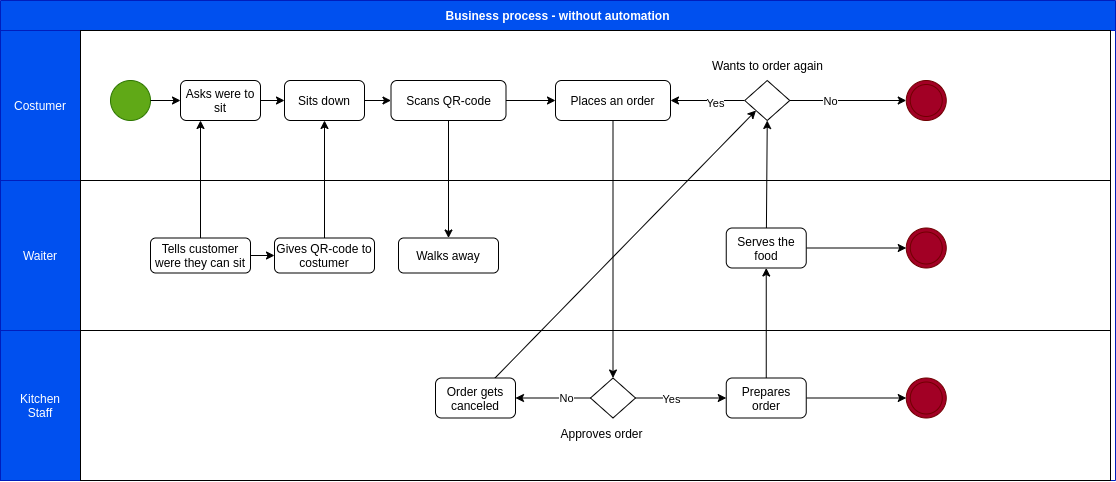 Business process - without automation
Costumer
Asks were to
sit
Sits down
Scans QR-code
Places an order
Wants to order again
Yes
No
Waiter
Tells customer
were they can sit
Gives QR-code to
costumer
Walks away
Serves the
food
Kitchen
Staff
Order gets
canceled
No
Approves order
Yes
Prepares
order